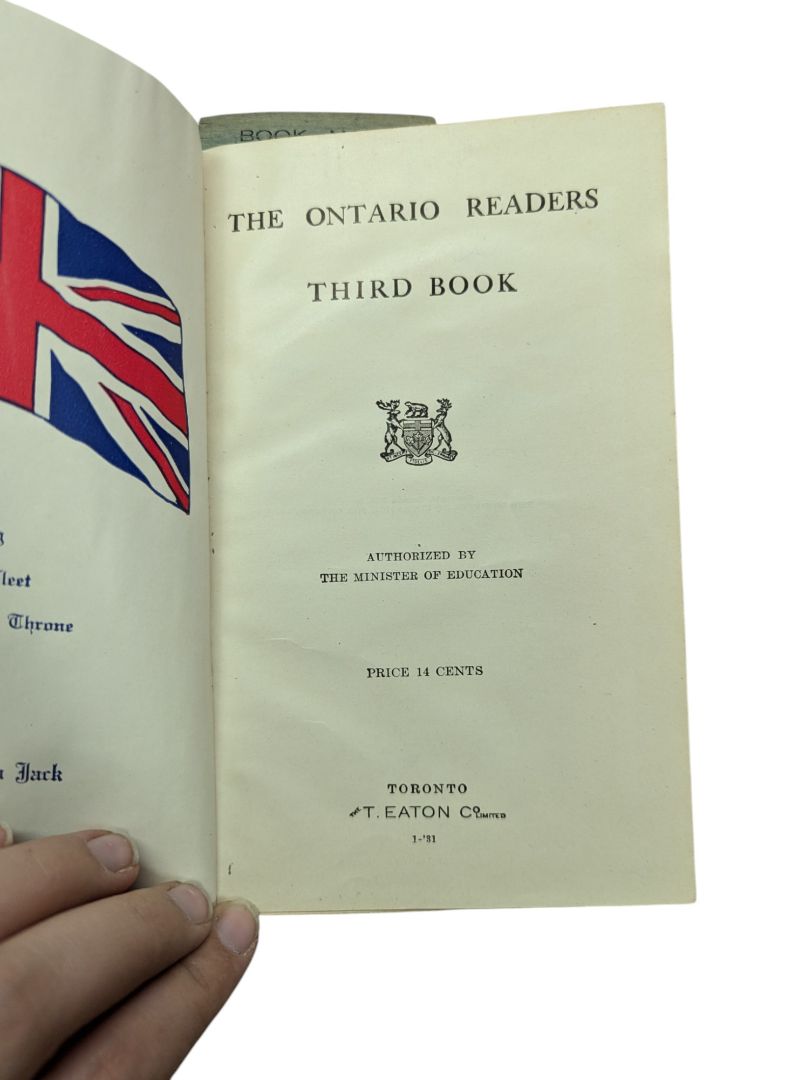 BOOK
THE ONTARIO READERS
THIRD BOOK
AUTHORIZED BY
THE MINISTER OF EDUCATION
PRICE 14 CENTS
TORONTO
THE T. EATON CO. LIMITED
1-'31
Throne
Jack